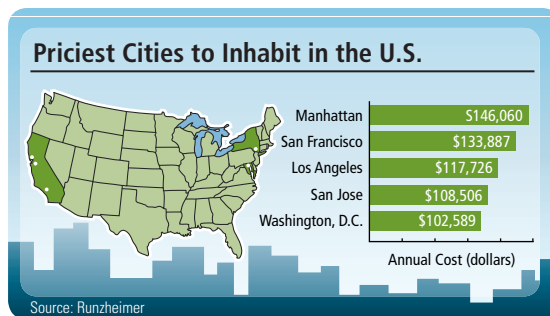 Priciest Cities to Inhabit in the U.S.
Manhattan $146,060
San Francisco $133,887
Los Angeles $117,726
San Jose $108,506
Washington, D.C. $102,589
Annual Cost (dollars)
Source: Runzheimer